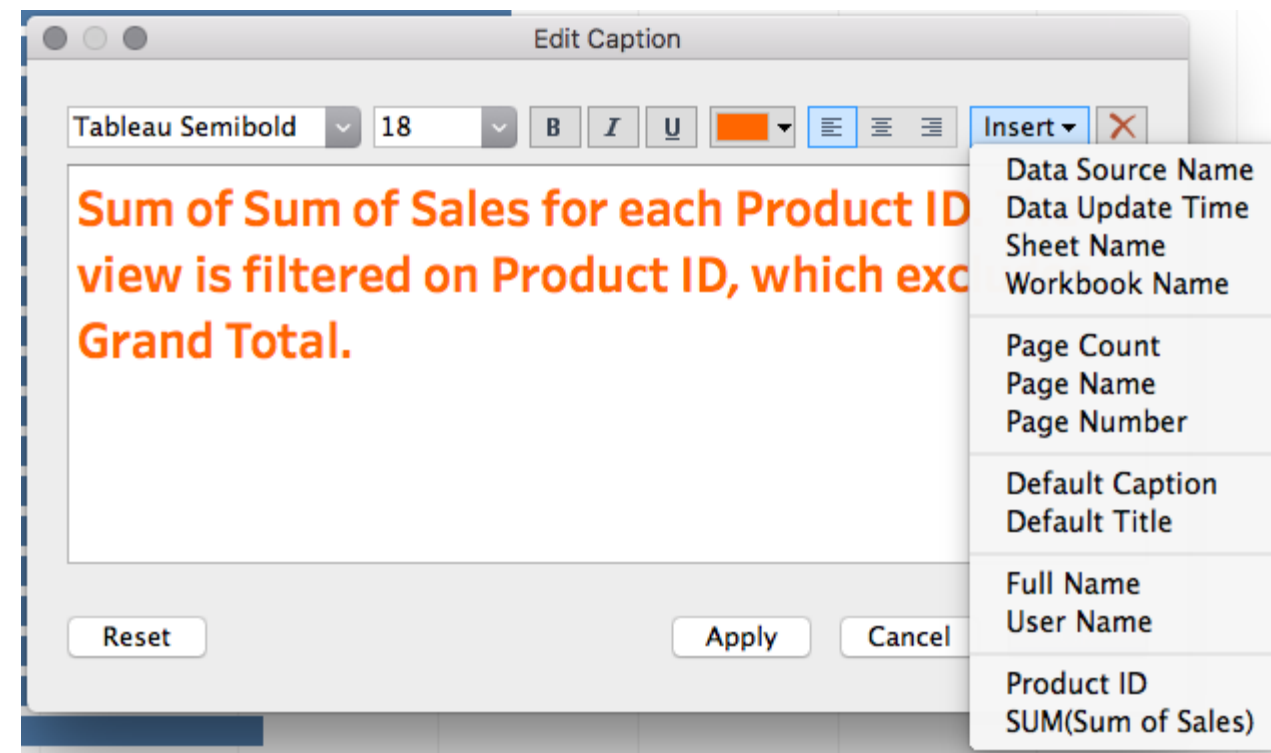 Edit Caption
Tableau Semibold 18 B I U Insert
Sum of Sum of Sales for each Product ID
view is filtered on Product ID, which exc
Grand Total.
Data Source Name
Data Update Time
Sheet Name
Workbook Name
Page Count
Page Name
Page Number
Default Caption
Default Title
Full Name
User Name
Product ID
SUM(Sum of Sales)
Reset Apply Cancel